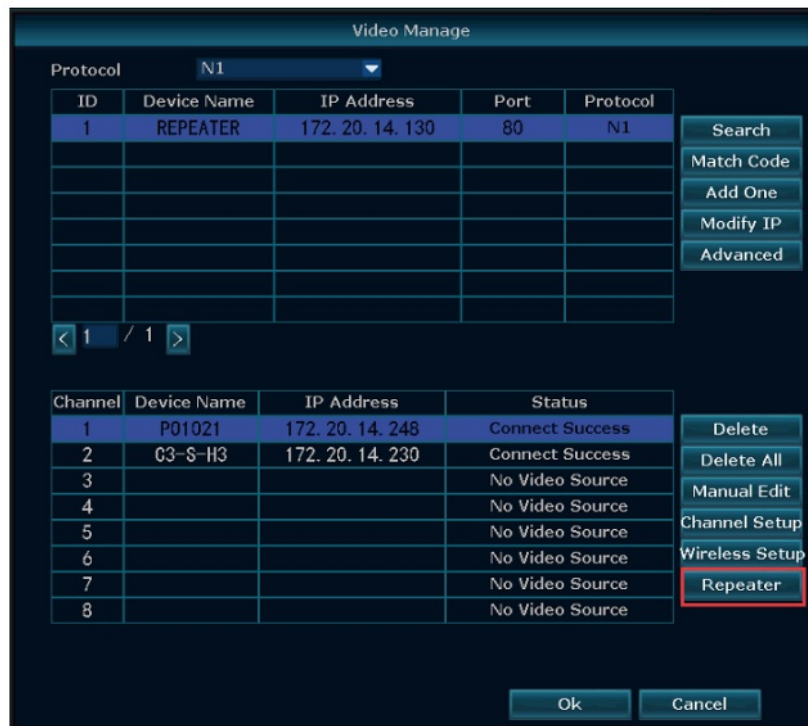 Video Manage
Protocol N1
ID Device Name IP Address Port Protocol
1 REPEATER 172. 20. 14. 130 80 N1
Search
Match Code
Add One
Modify IP
Advanced
< 1 / 1 >
Channel Device Name IP Address Status
1 P01021 172. 20. 14. 248 Connect Success Delete
2 C3-S-H3 172. 20. 14. 230 Connect Success Delete All
3 No Video Source Manual Edit
4 No Video Source
5 No Video Source Channel Setup
6 No Video Source Wireless Setup
7 No Video Source Repeater
8 No Video Source
Ok Cancel